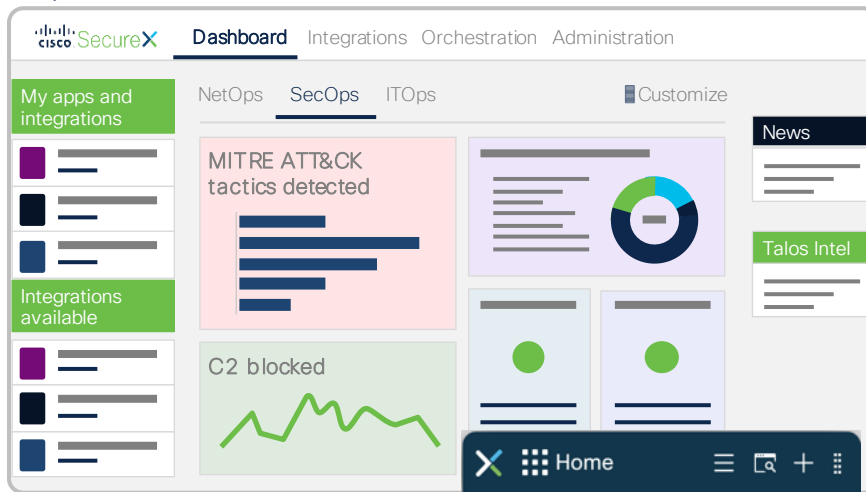 cisco SecureX
Dashboard Integrations Orchestration Administration
My apps and
integrations
Integrations
available
NetOps SecOps ITOps
Customize
MITRE ATT&CK
tactics detected
C2 blocked
News
Talos Intel
Home